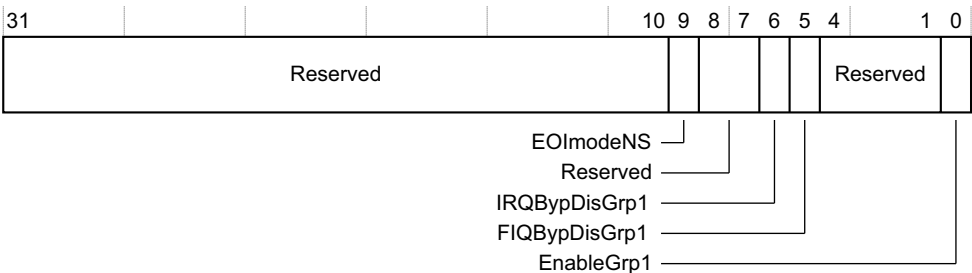 31 10 9 8 7 6 5 4 1 0
Reserved Reserved
EOImodeNS
Reserved
IRQBypDisGrp1
FIQBypDisGrp1
EnableGrp1